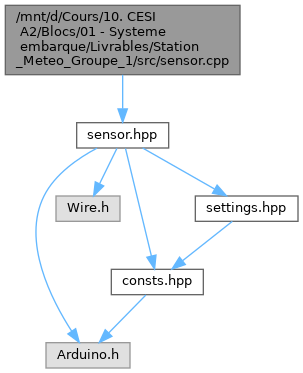 /mnt/d/Cours/10. CESI
A2/Blocs/01 - Systeme
embarque/Livrables/Station
_Meteo_Groupe_1/src/sensor.cpp
sensor.hpp
Wire.h
settings.hpp
consts.hpp
Arduino.h